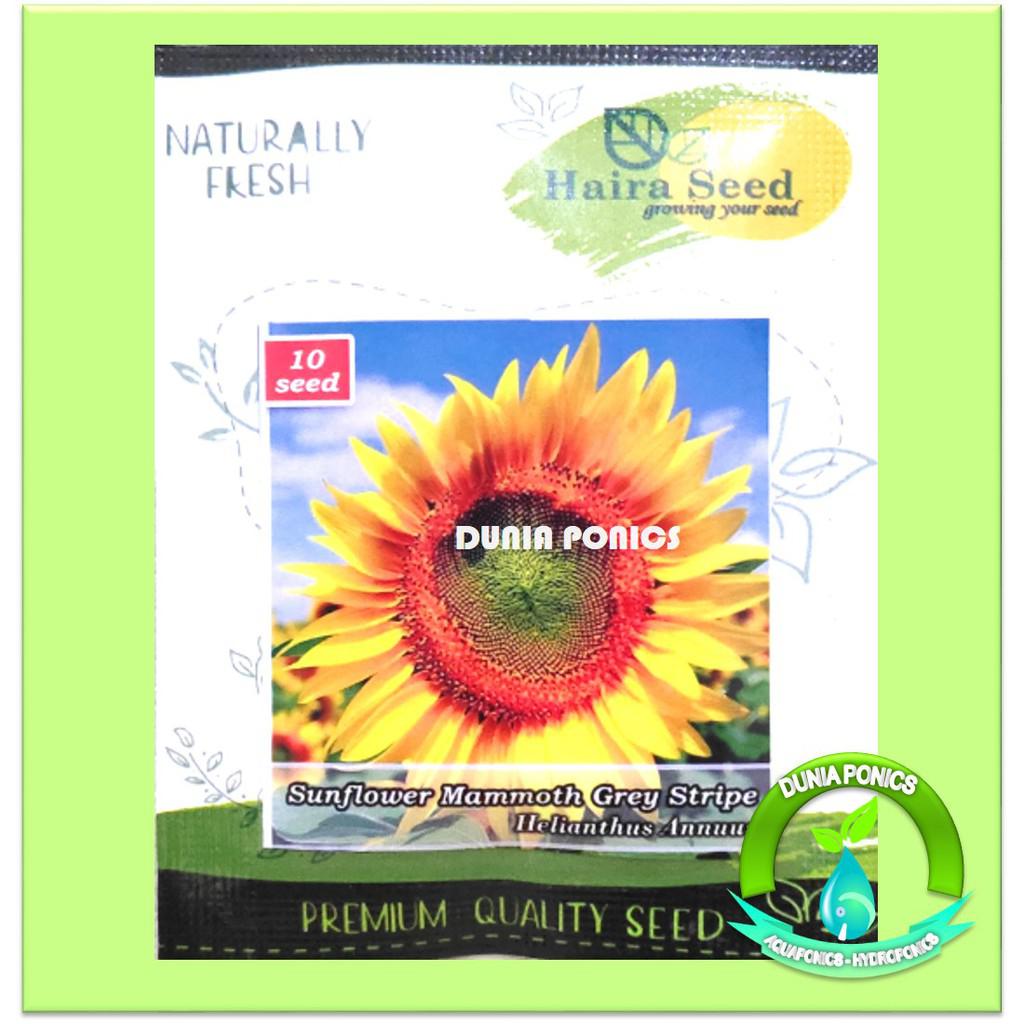 NATURALLY
FRESH
Haira Seed
growing your seed
10
seed
DUNIA PONICS
Sunflower Mammoth Grey Stripe
Helianthus Annuu
DUNIA PONICS
PREMIUM QUALITY SEED
AQUAPONICS - HYDROPONICS